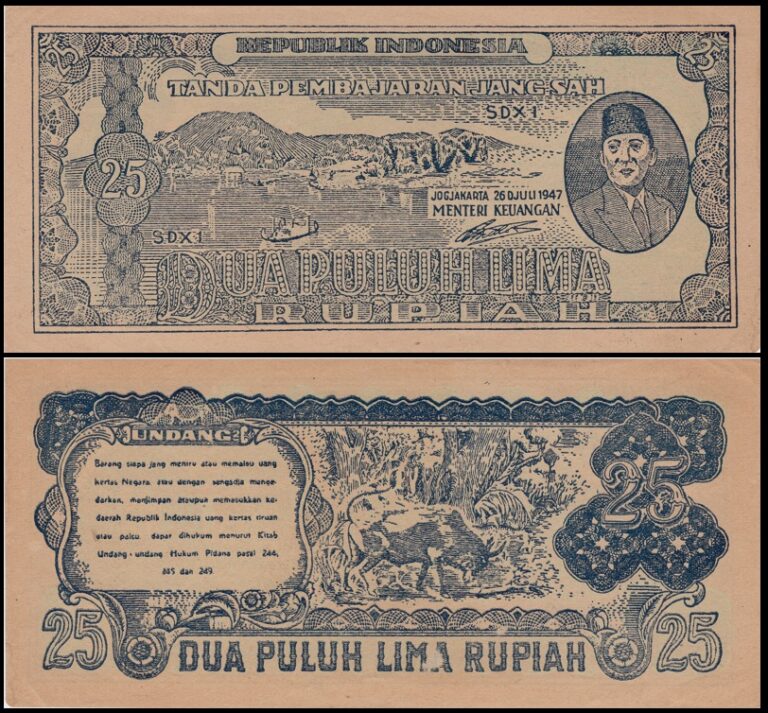 25
REPUBLIK INDONESIA
25
TANDA PEMBAJARAN JANG SAH
SDX1
25
JOGJAKARTA 26 DJULI 1947
MENTERI KEUANGAN
SDX1
DUA PULUH LIMA
RUPIAH
UNDANG²
Barang siapa jang meniru atau memalsu uang
kertas Negara atau dengan sengadja menge-
darkan, menjimpan ataupun memasukkan ke-
daerah Republik Indonesia uang kertas tiruan
atau palsu, dapat dihukum menurut Kitab
Undang-undang Hukum Pidana pasal 244,
245 dan 249.
25
25
DUA PULUH LIMA RUPIAH
25